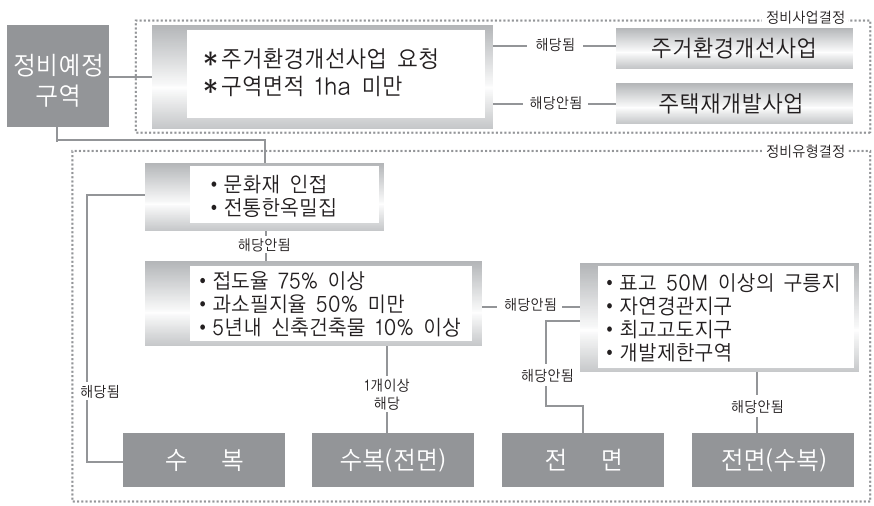 정비사업결정
정비예정
구역
*주거환경개선사업 요청
*구역면적 1ha 미만
해당됨
주거환경개선사업
해당안됨
주택재개발사업
정비유형결정
• 문화재 인접
• 전통한옥밀집
해당안됨
• 접도율 75% 이상
• 과소필지율 50% 미만
• 5년내 신축건축물 10% 이상
해당안됨
• 표고 50M 이상의 구릉지
• 자연경관지구
• 최고고도지구
• 개발제한구역
해당됨
1개이상
해당
해당안됨
해당안됨
수 복
수복(전면)
전 면
전면(수복)